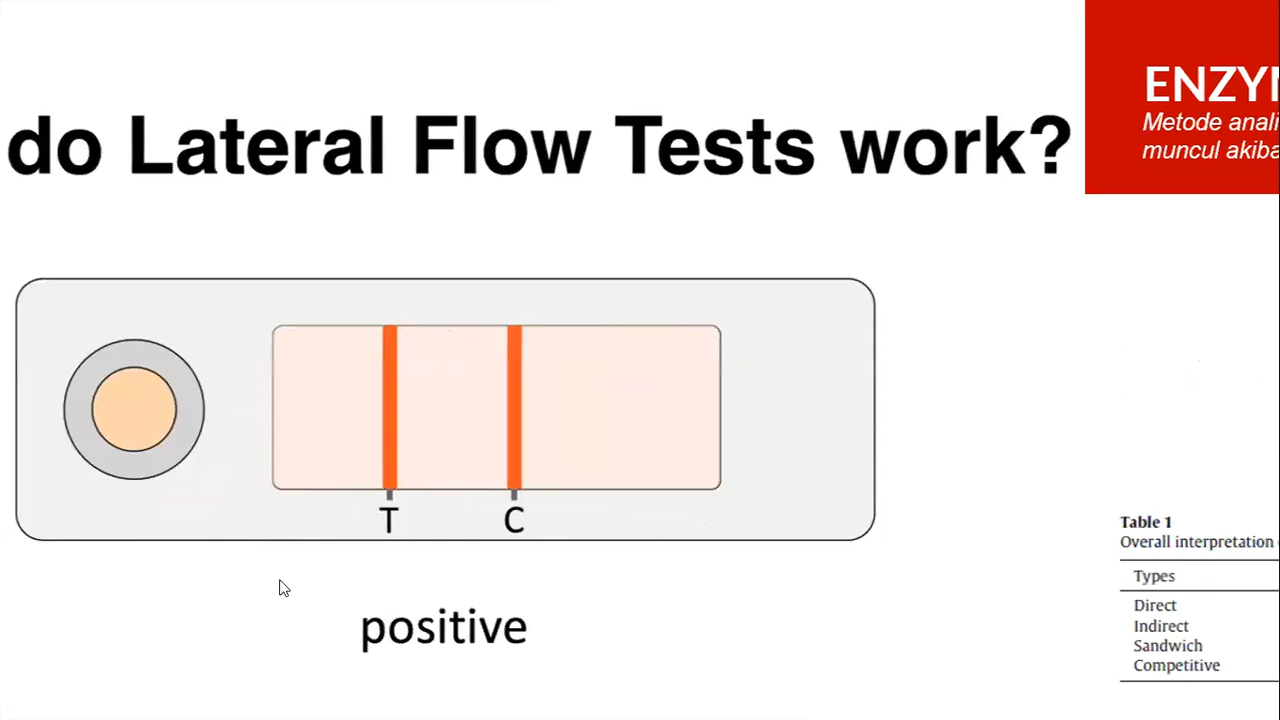 do Lateral Flow Tests work?
T
C
positive
ENZY
Metode anali
muncul akiba
Table 1
Overall interpretation
Types
Direct
Indirect
Sandwich
Competitive